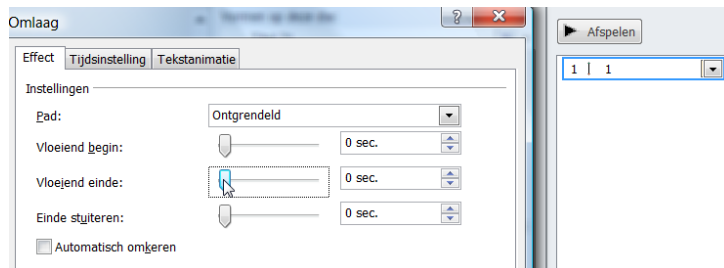 Omlaag
Afspelen
Effect Tijdsinstelling Tekstanimatie
1 | 1
Instellingen
Pad: Ontgrendeld
Vloeiend begin: 0 sec.
Vloejend einde: 0 sec.
Einde stuiteren: 0 sec.
Automatisch omkeren